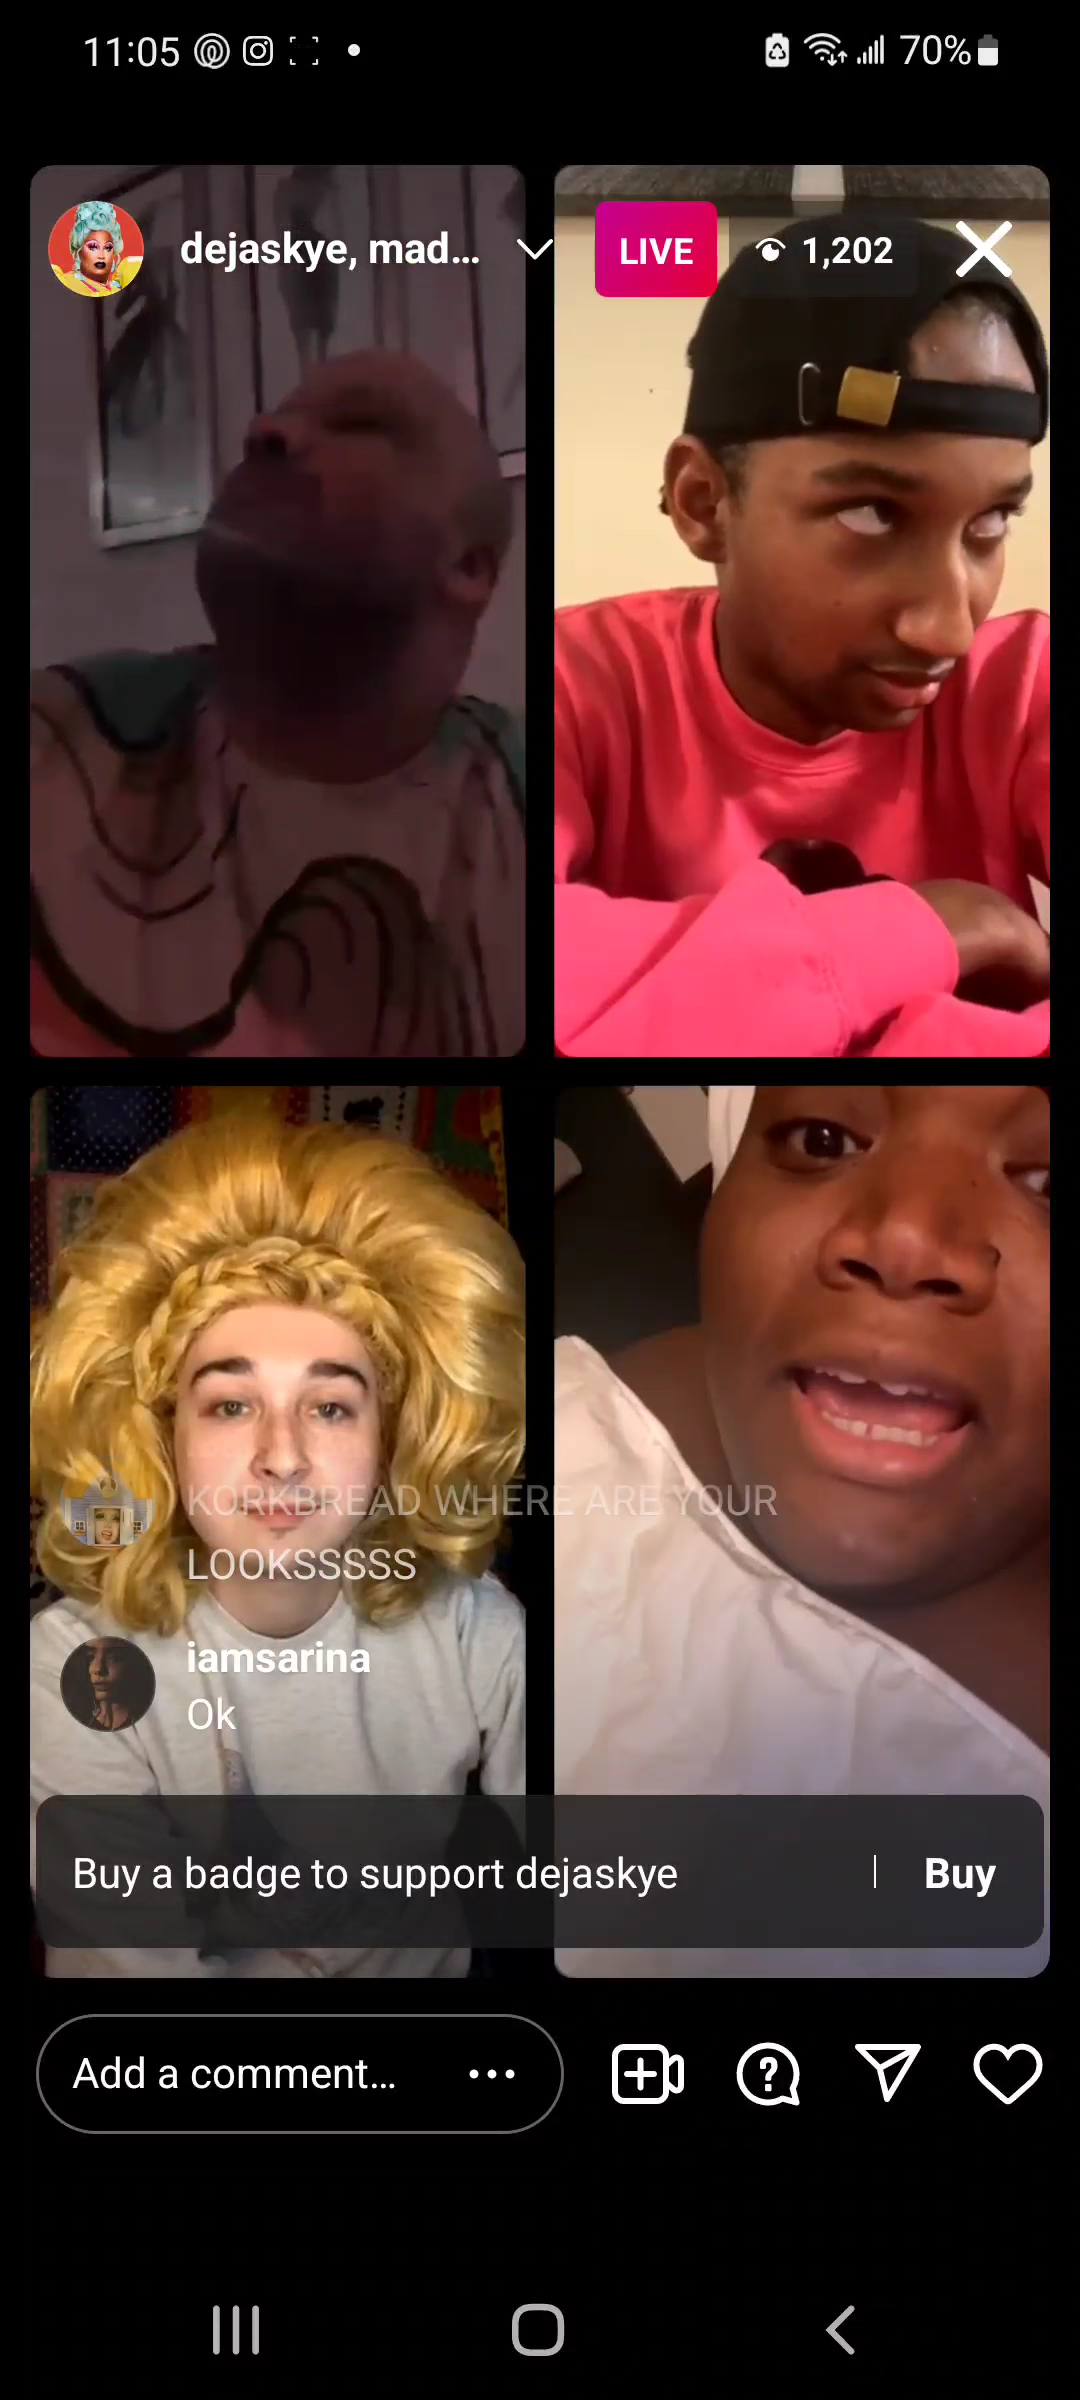 11:05
70%
dejaskye, mad...
LIVE
1,202
KORKBREAD WHERE ARE YOUR
LOOKSSSSS
iamsarina
Ok
Buy a badge to support dejaskye
Buy
Add a comment...